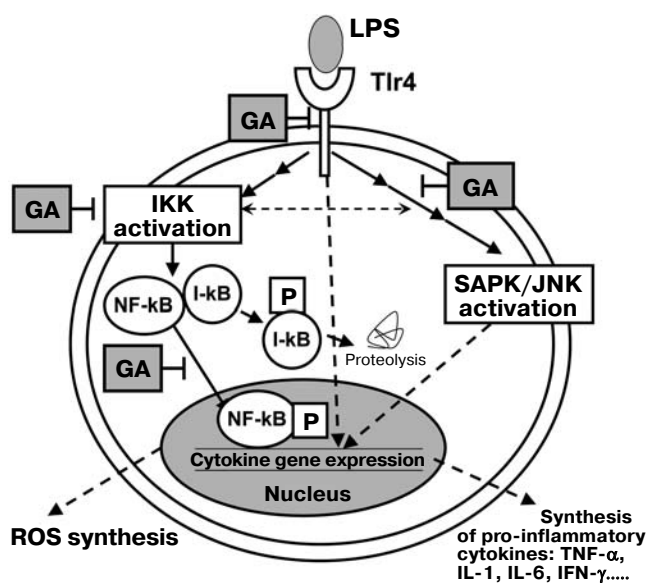 LPS
Tlr4
GA
GA
GA
IKK
activation
SAPK/JNK
activation
NF-kB
I-kB
P
I-kB
Proteolysis
GA
NF-kB
P
Cytokine gene expression
Nucleus
ROS synthesis
Synthesis
of pro-inflammatory
cytokines: TNF-α,
IL-1, IL-6, IFN-γ.....